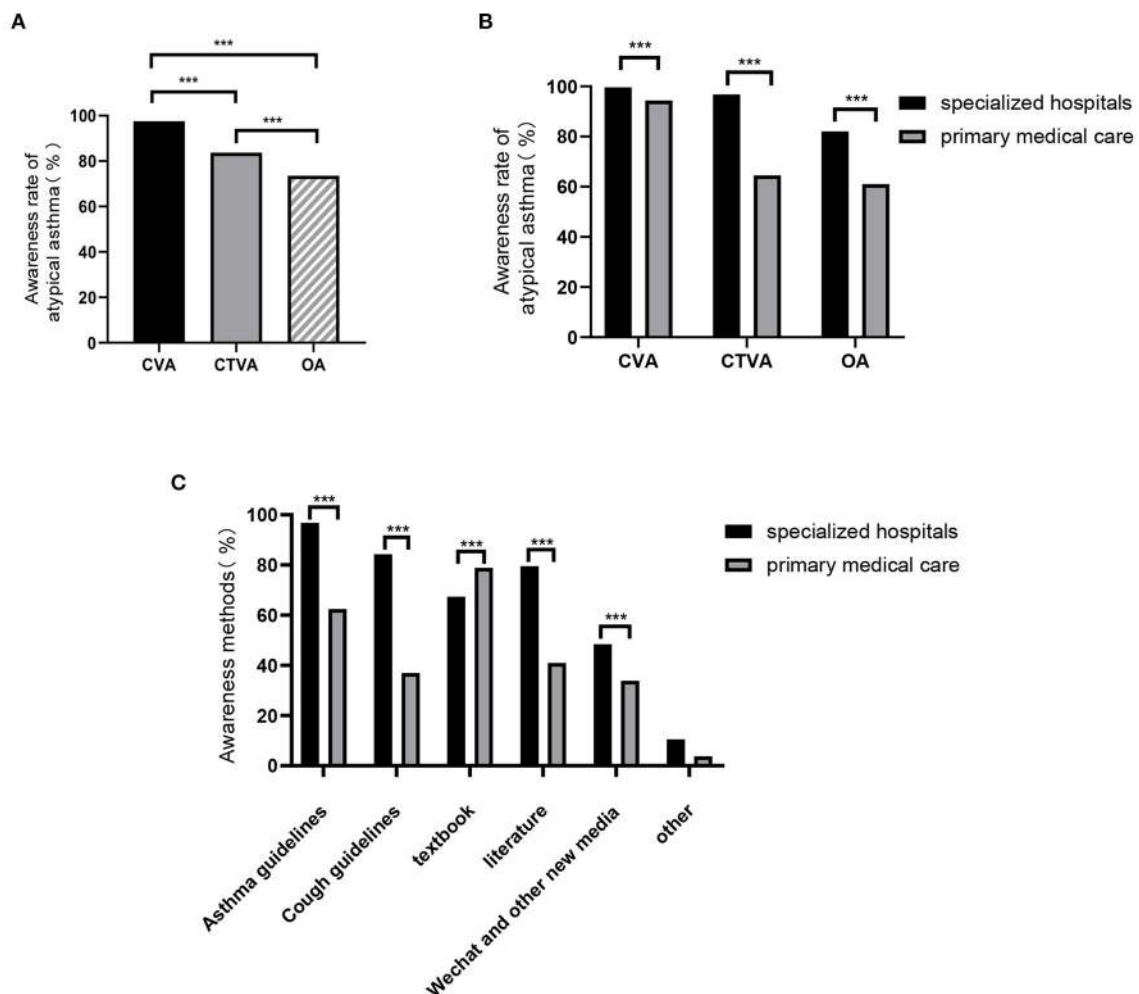 A
***
***
***
100
80
60
40
20
0
Awareness rate of
atypical asthma( %)
CVA
CTVA
OA
B
***
***
***
100
80
60
40
20
0
Awareness rate of
atypical asthma( %)
CVA
CTVA
OA
specialized hospitals
primary medical care
C
***
***
***
***
***
100
80
60
40
20
0
Awareness methods( %)
Asthma guidelines
Cough guidelines
textbook
literature
Wechat and other new media
other
specialized hospitals
primary medical care